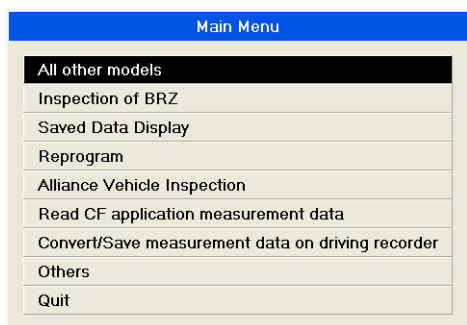 Main Menu
All other models
Inspection of BRZ
Saved Data Display
Reprogram
Alliance Vehicle Inspection
Read CF application measurement data
Convert/Save measurement data on driving recorder
Others
Quit